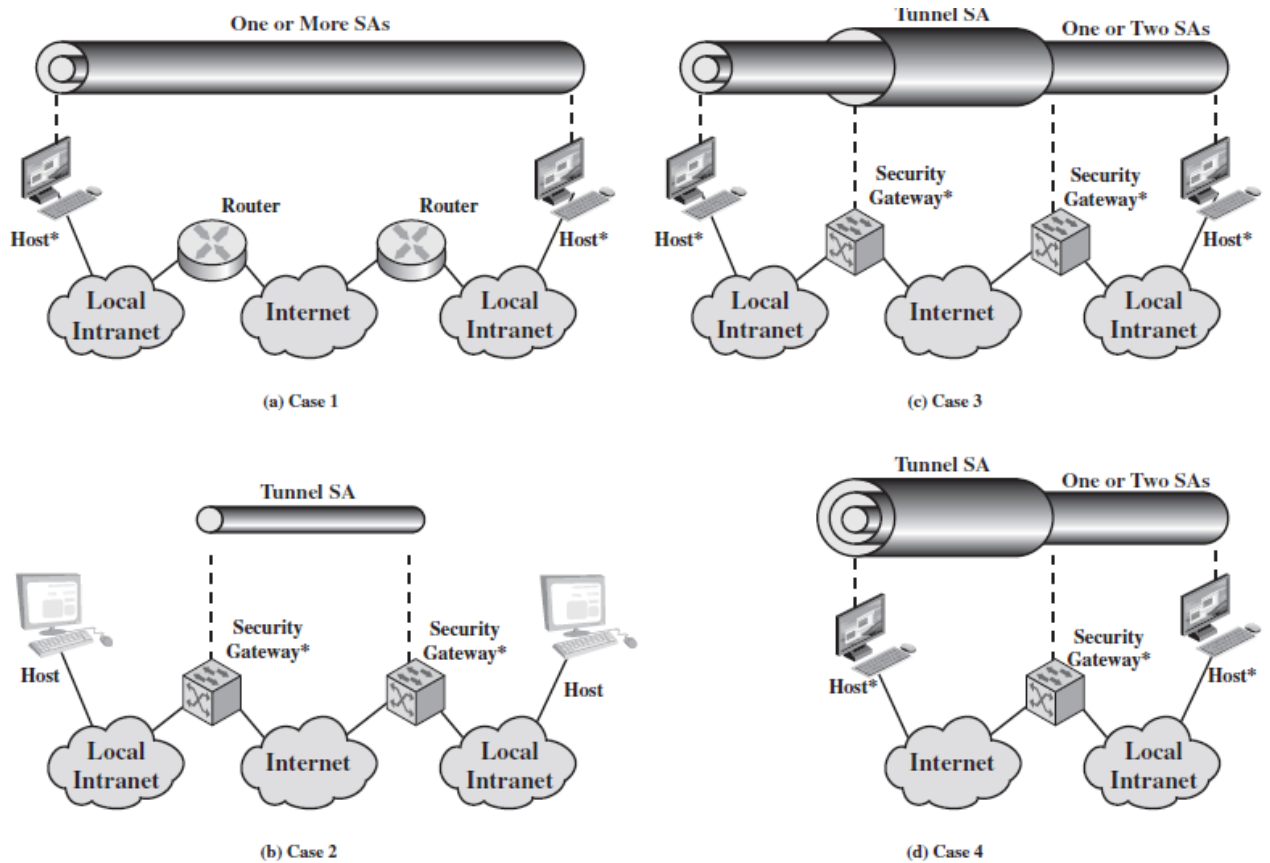 One or More SAs
Host*
Router
Router
Host*
Local
Intranet
Internet
Local
Intranet
(a) Case 1
Tunnel SA
One or Two SAs
Host*
Security
Gateway*
Security
Gateway*
Host*
Local
Intranet
Internet
Local
Intranet
(c) Case 3
Tunnel SA
Host
Security
Gateway*
Security
Gateway*
Host
Local
Intranet
Internet
Local
Intranet
(b) Case 2
Tunnel SA
One or Two SAs
Host*
Security
Gateway*
Host*
Internet
Local
Intranet
(d) Case 4